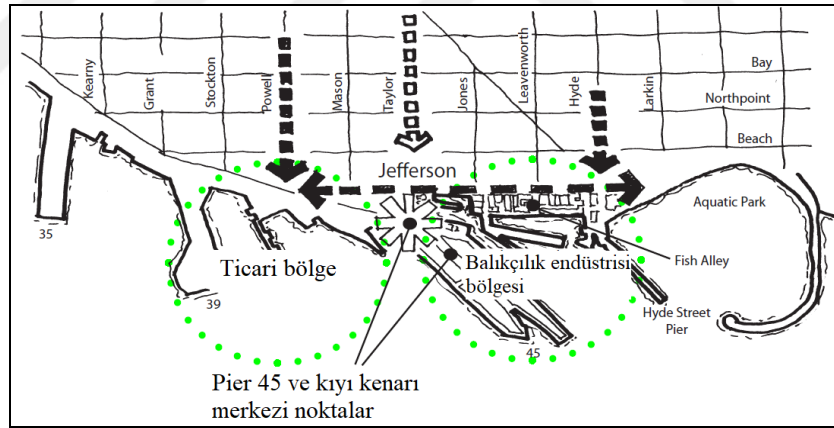 Kearny
Grant
Stockton
Powell
Mason
Taylor
Jones
Leavenworth
Hyde
Larkin
Bay
Northpoint
Beach
Jefferson
Aquatic Park
35
Ticari bölge
Balıkçılık endüstrisi
bölgesi
Fish Alley
39
Hyde Street
Pier
45
Pier 45 ve kıyı kenarı
merkezi noktalar